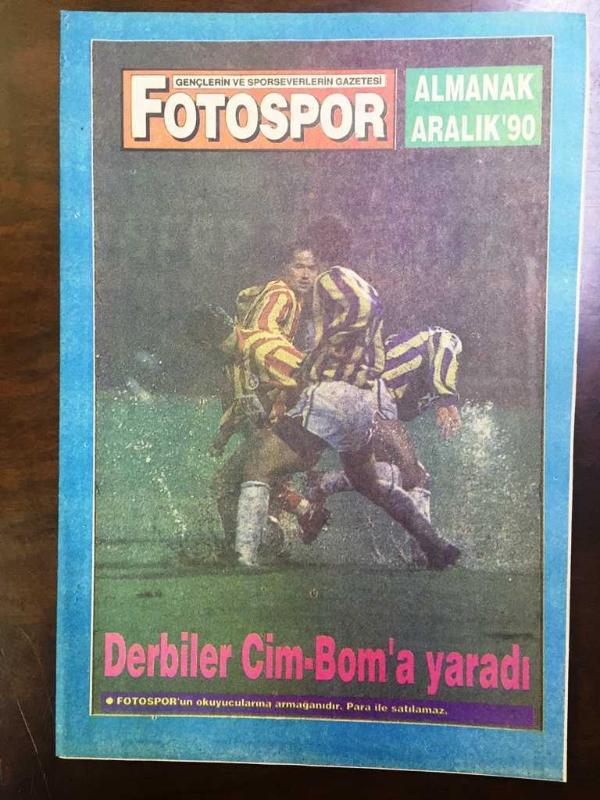 GENÇLERİN VE SPORSEVERLERİN GAZETESİ
FOTOSPOR
ALMANAK
ARALIK'90
Derbiler Cim-Bom'a yaradı
● FOTOSPOR'un okuyucularına armağanıdır. Para ile satılamaz.